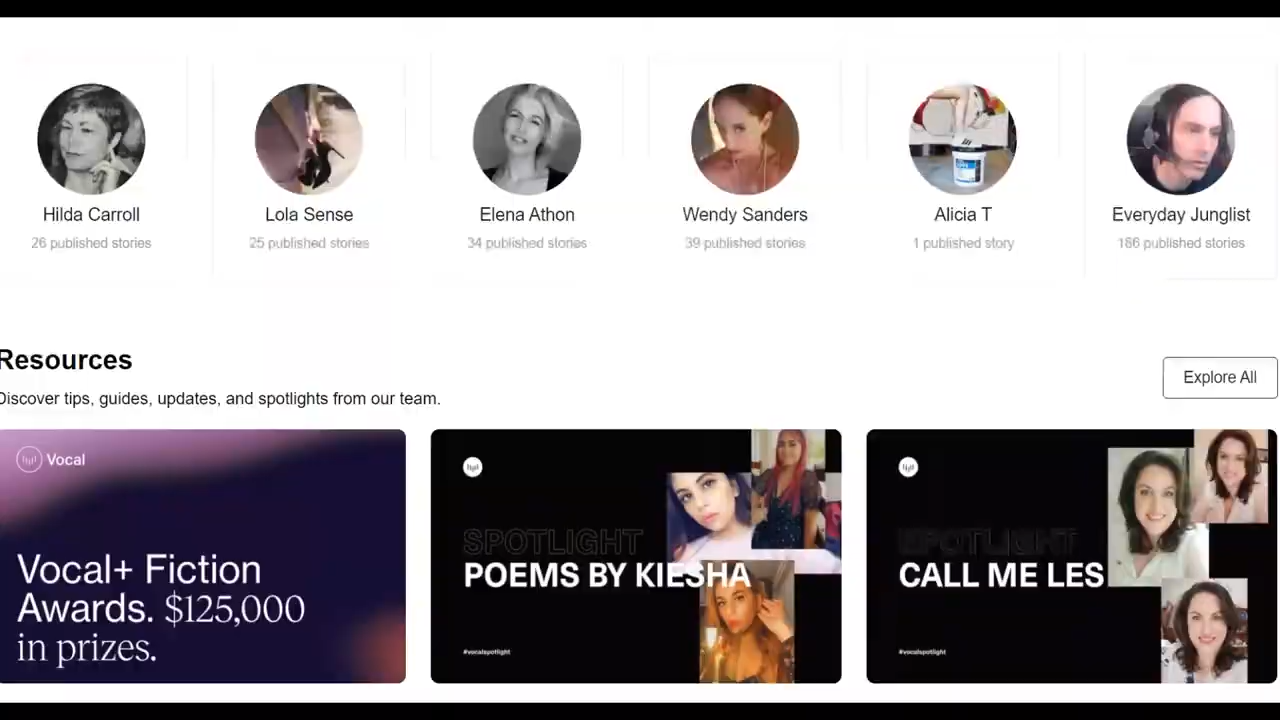 Hilda Carroll
26 published stories
Lola Sense
25 published stories
Elena Athon
34 published stories
Wendy Sanders
39 published stories
Alicia T
1 published story
Everyday Junglist
186 published stories
Resources
Discover tips, guides, updates, and spotlights from our team.
Explore All
Vocal
Vocal+ Fiction
Awards. $125,000
in prizes.
SPOTLIGHT
POEMS BY KIESHA
#vocalspotlight
SPOTLIGHT
CALL ME LES
#vocalspotlight